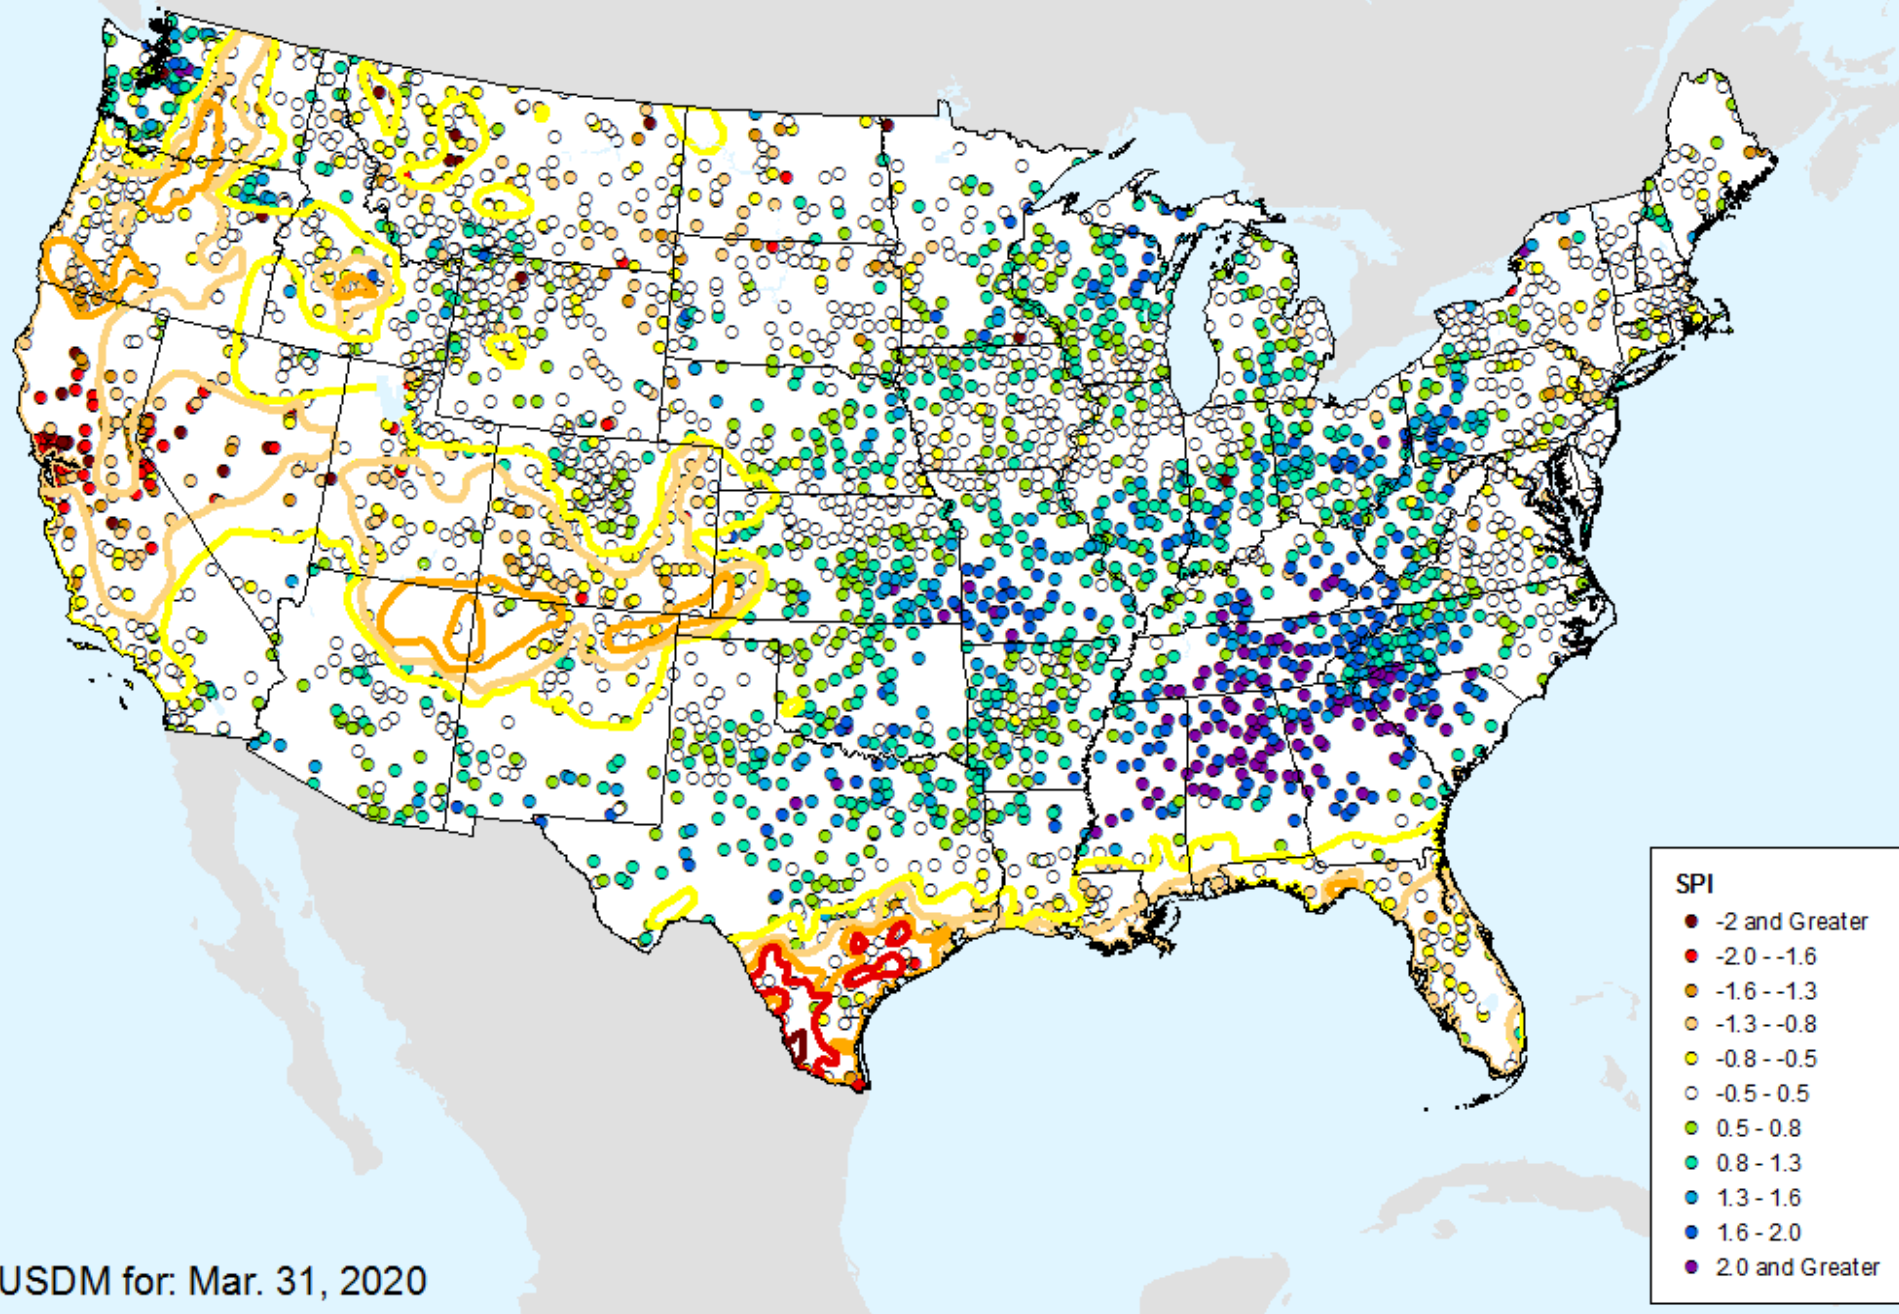 SPI
-2 and Greater
-2.0 - -1.6
-1.6 - -1.3
-1.3 - -0.8
-0.8 - -0.5
-0.5 - 0.5
0.5 - 0.8
0.8 - 1.3
1.3 - 1.6
1.6 - 2.0
2.0 and Greater
USDM for: Mar. 31, 2020